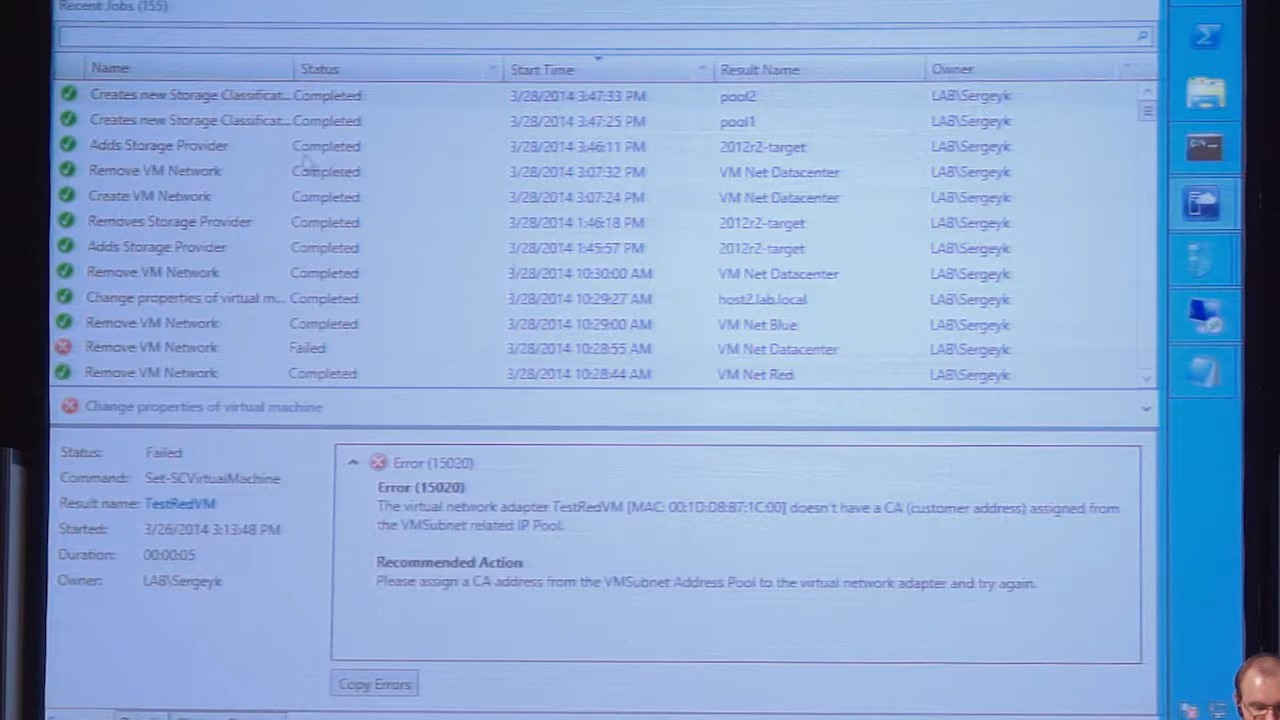 Recent Jobs (155)
Name Status Start Time Result Name Owner
Creates new Storage Classificat... Completed 3/28/2014 3:47:33 PM pool2 LAB\Sergeyk
Creates new Storage Classificat... Completed 3/28/2014 3:47:25 PM pool1 LAB\Sergeyk
Adds Storage Provider Completed 3/28/2014 3:46:11 PM 2012r2-target LAB\Sergeyk
Remove VM Network Completed 3/28/2014 3:07:32 PM VM Net Datacenter LAB\Sergeyk
Create VM Network Completed 3/28/2014 3:07:24 PM VM Net Datacenter LAB\Sergeyk
Removes Storage Provider Completed 3/28/2014 1:46:18 PM 2012r2-target LAB\Sergeyk
Adds Storage Provider Completed 3/28/2014 1:45:57 PM 2012r2-target LAB\Sergeyk
Remove VM Network Completed 3/28/2014 10:30:00 AM VM Net Datacenter LAB\Sergeyk
Change properties of virtual m... Completed 3/28/2014 10:29:27 AM host2.lab.local LAB\Sergeyk
Remove VM Network Completed 3/28/2014 10:29:00 AM VM Net Blue LAB\Sergeyk
Remove VM Network Failed 3/28/2014 10:28:55 AM VM Net Datacenter LAB\Sergeyk
Remove VM Network Completed 3/28/2014 10:28:44 AM VM Net Red LAB\Sergeyk
Change properties of virtual machine
Status: Failed
Command: Set-SCVirtualMachine
Result name: TestRedVM
Started: 3/26/2014 3:13:48 PM
Duration: 00:00:05
Owner: LAB\Sergeyk
Error (15020)
Error (15020)
The virtual network adapter TestRedVM [MAC: 00:1D:D8:B7:1C:00] doesn't have a CA (customer address) assigned from
the VMSubnet related IP Pool.
Recommended Action
Please assign a CA address from the VMSubnet Address Pool to the virtual network adapter and try again.
Copy Errors